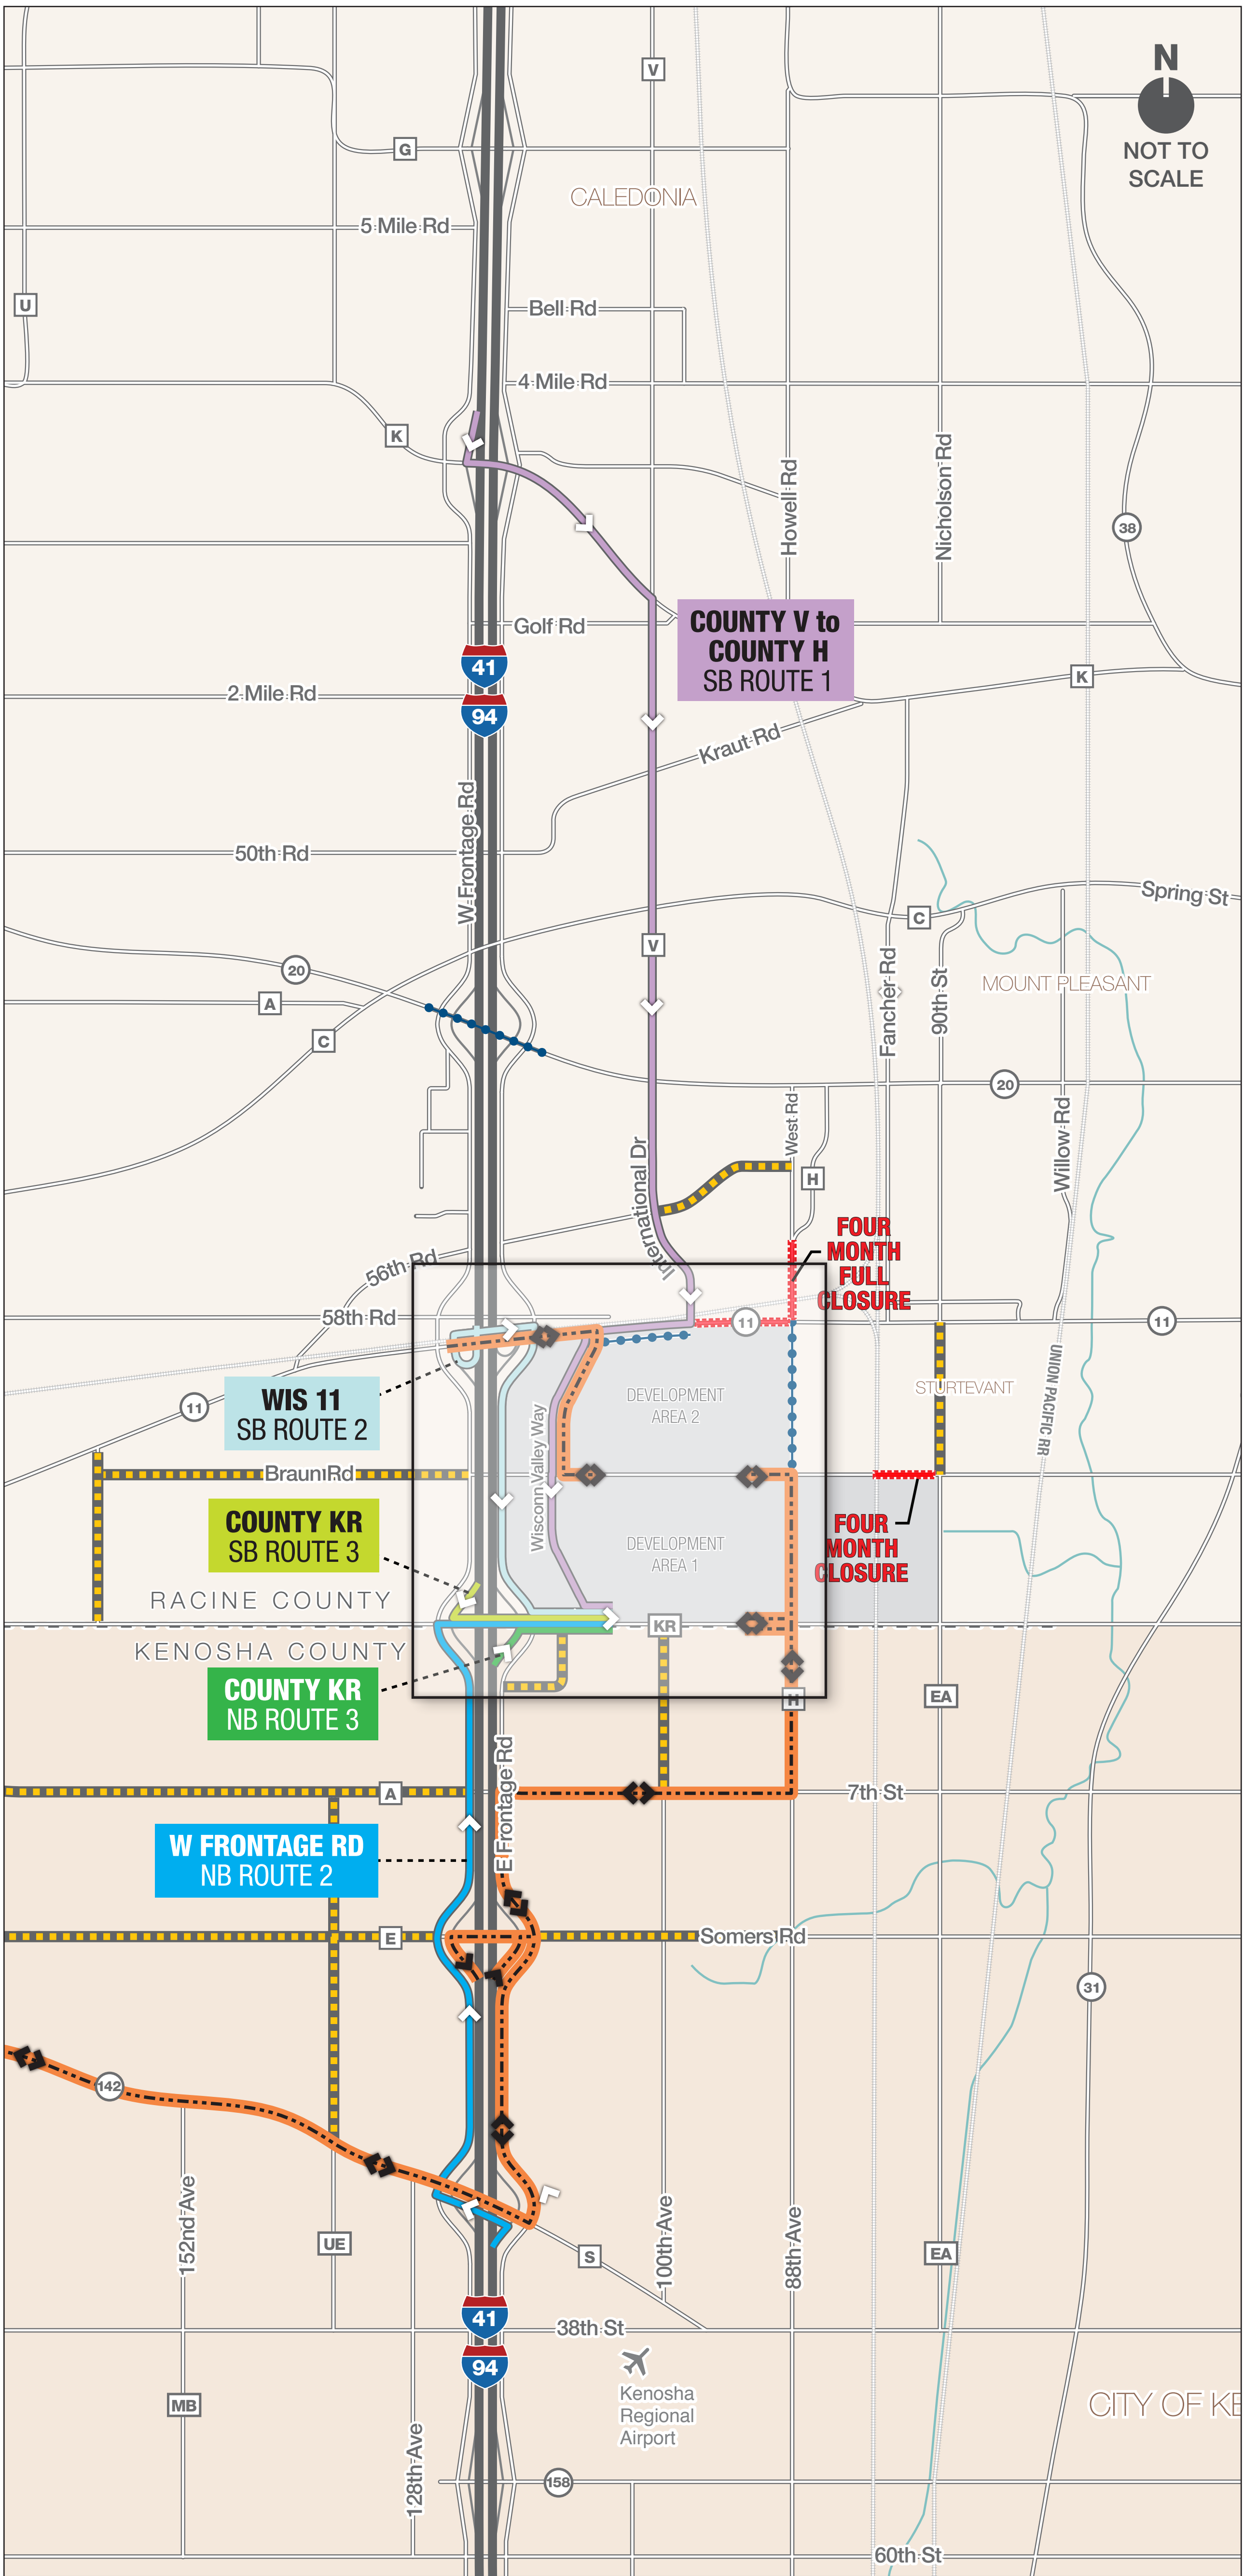 N
NOT TO
SCALE
V
G
CALEDONIA
5 Mile Rd
U
Bell Rd
4 Mile Rd
K
Howell Rd
Nicholson Rd
38
COUNTY V to
COUNTY H
SB ROUTE 1
Golf Rd
41
94
K
2 Mile Rd
Kraut Rd
W Frontage Rd
50th Rd
Spring St
C
V
20
A
C
Fancher Rd
90th St
MOUNT PLEASANT
20
West Rd
Willow Rd
International Dr
H
FOUR
MONTH
FULL
CLOSURE
56th Rd
58th Rd
11
11
UNION PACIFIC RR
STURTEVANT
WIS 11
SB ROUTE 2
11
DEVELOPMENT
AREA 2
Wisconn Valley Way
Braun Rd
COUNTY KR
SB ROUTE 3
FOUR
MONTH
CLOSURE
DEVELOPMENT
AREA 1
RACINE COUNTY
KR
KENOSHA COUNTY
COUNTY KR
NB ROUTE 3
H
EA
E Frontage Rd
A
7th St
W FRONTAGE RD
NB ROUTE 2
E
Somers Rd
31
142
152nd Ave
UE
S
100th Ave
88th Ave
EA
41
94
38th St
Kenosha
Regional
Airport
MB
CITY OF KE
128th Ave
158
60th St